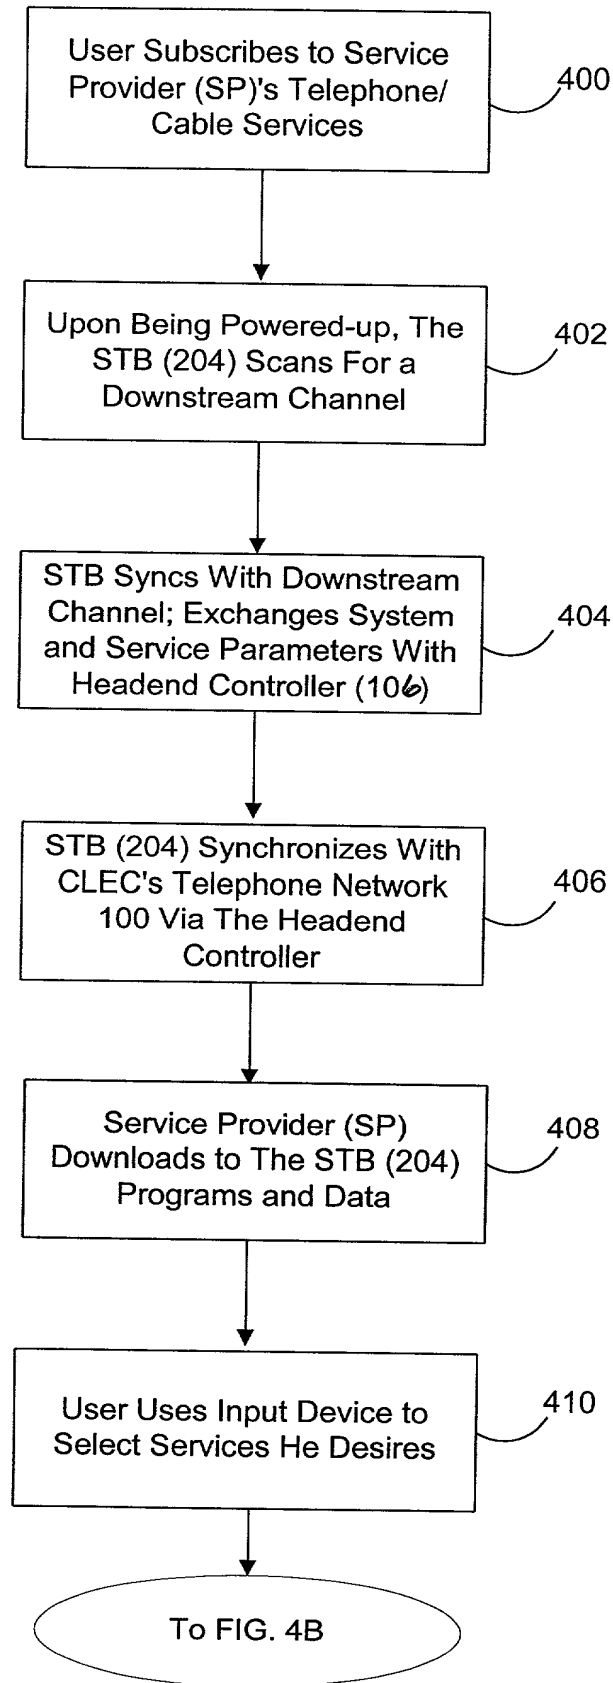 User Subscribes to Service
Provider (SP)'s Telephone/
Cable Services
400
Upon Being Powered-up, The
STB (204) Scans For a
Downstream Channel
402
STB Syncs With Downstream
Channel; Exchanges System
and Service Parameters With
Headend Controller (106)
404
STB (204) Synchronizes With
CLEC's Telephone Network
100 Via The Headend
Controller
406
Service Provider (SP)
Downloads to The STB (204)
Programs and Data
408
User Uses Input Device to
Select Services He Desires
410
To FIG. 4B